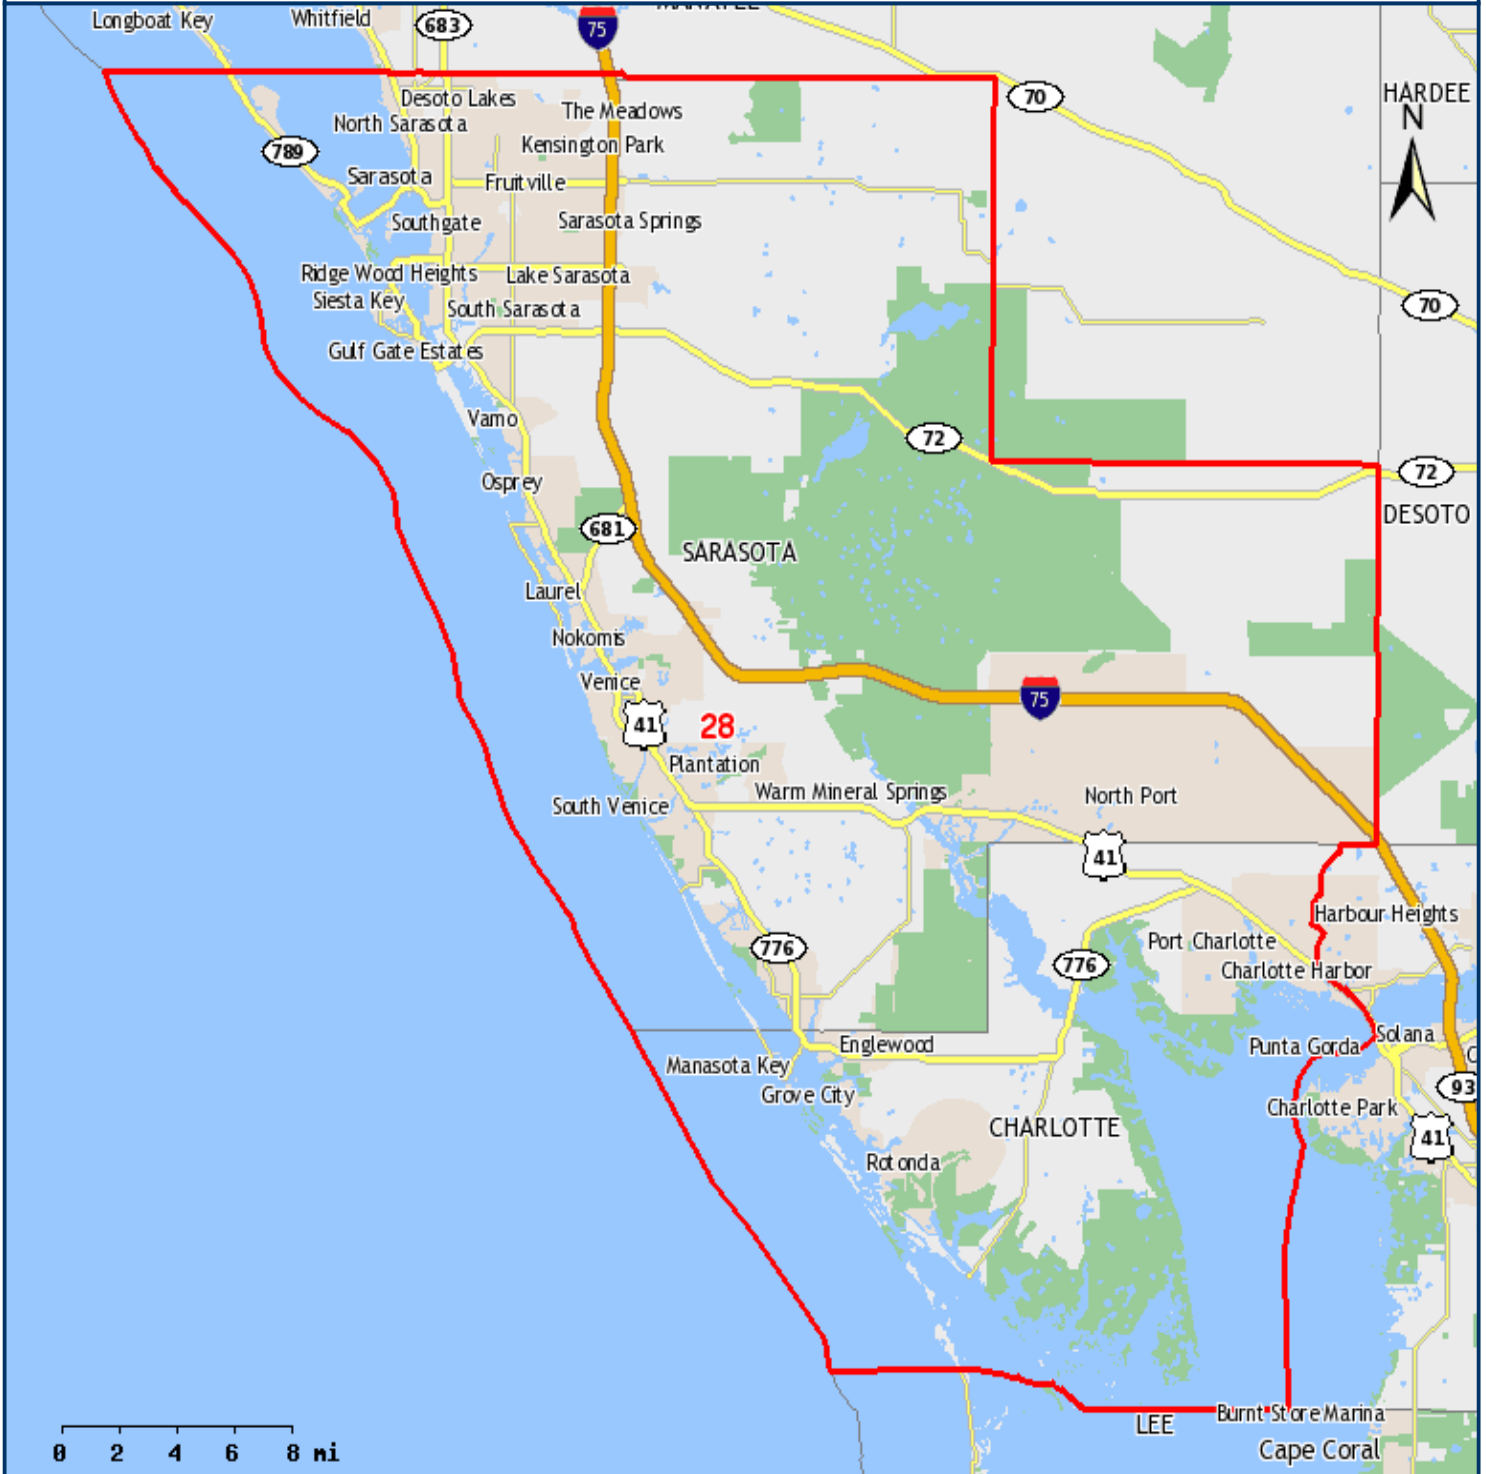 MANATEE
Longboat Key
Whitfield
683
75
70
HARDEE
N
Desoto Lakes
The Meadows
North Sarasota
Kensington Park
789
Sarasota
Fruitville
Southgate
Sarasota Springs
Ridge Wood Heights
Lake Sarasota
Siesta Key
South Sarasota
70
Gulf Gate Estates
Vamo
72
72
Osprey
DESOTO
681
SARASOTA
Laurel
Nokomis
Venice
75
41
28
Plantation
Warm Mineral Springs
North Port
South Venice
41
Harbour Heights
776
Port Charlotte
776
Charlotte Harbor
Solana
Englewood
Punta Gorda
Manasota Key
C
Grove City
93
Charlotte Park
CHARLOTTE
41
Rotonda
Burnt Store Marina
LEE
Cape Coral
0 2 4 6 8 mi